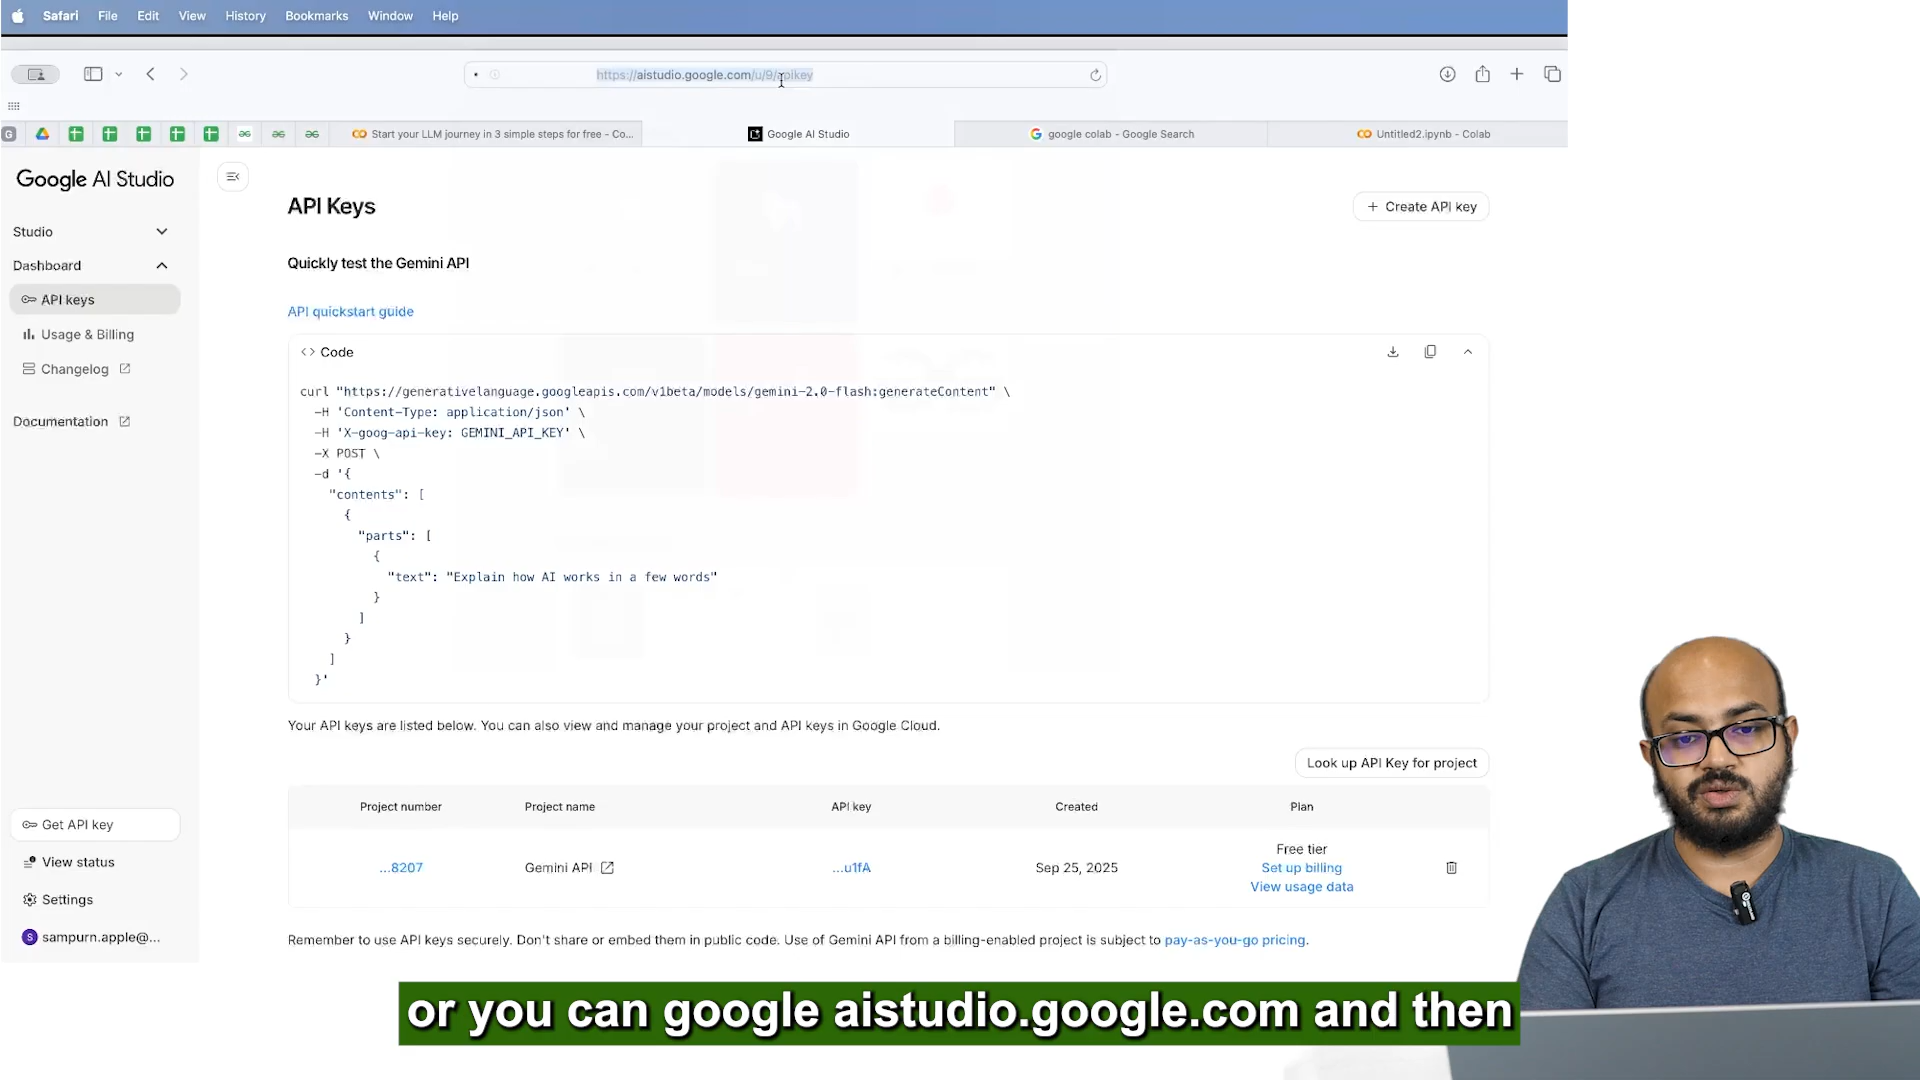 Safari File Edit View History Bookmarks Window Help
https://aistudio.google.com/u/9/apikey
Start your LLM journey in 3 simple steps for free - Co...
Google AI Studio
google colab - Google Search
Untitled2.ipynb - Colab
Google AI Studio
Studio
Dashboard
API keys
Usage & Billing
Changelog
Documentation
Get API key
View status
Settings
S sampurn.apple@...
API Keys
+ Create API key
Quickly test the Gemini API
API quickstart guide
<> Code
curl "https://generativelanguage.googleapis.com/v1beta/models/gemini-2.0-flash:generateContent" \
-H 'Content-Type: application/json' \
-H 'X-goog-api-key: GEMINI_API_KEY' \
-X POST \
-d '{
"contents": [
{
"parts": [
{
"text": "Explain how AI works in a few words"
}
]
}
]
}'
Your API keys are listed below. You can also view and manage your project and API keys in Google Cloud.
Look up API Key for project
Project number Project name API key Created Plan
...8207 Gemini API ...u1fA Sep 25, 2025 Free tier
Set up billing
View usage data
Remember to use API keys securely. Don't share or embed them in public code. Use of Gemini API from a billing-enabled project is subject to pay-as-you-go pricing.
or you can google aistudio.google.com and then